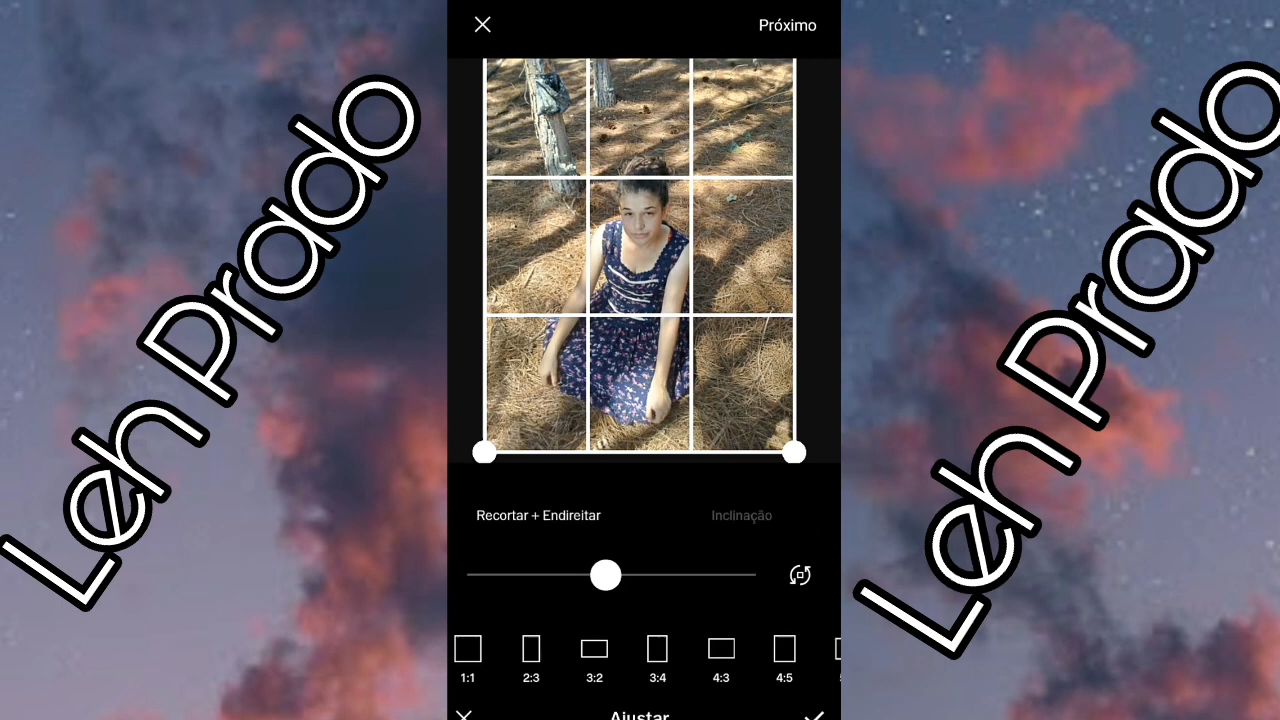 Próximo
Leh Prado
Leh Prado
Recortar + Endireitar
Inclinação
1:1
2:3
3:2
3:4
4:3
4:5
Ajustar